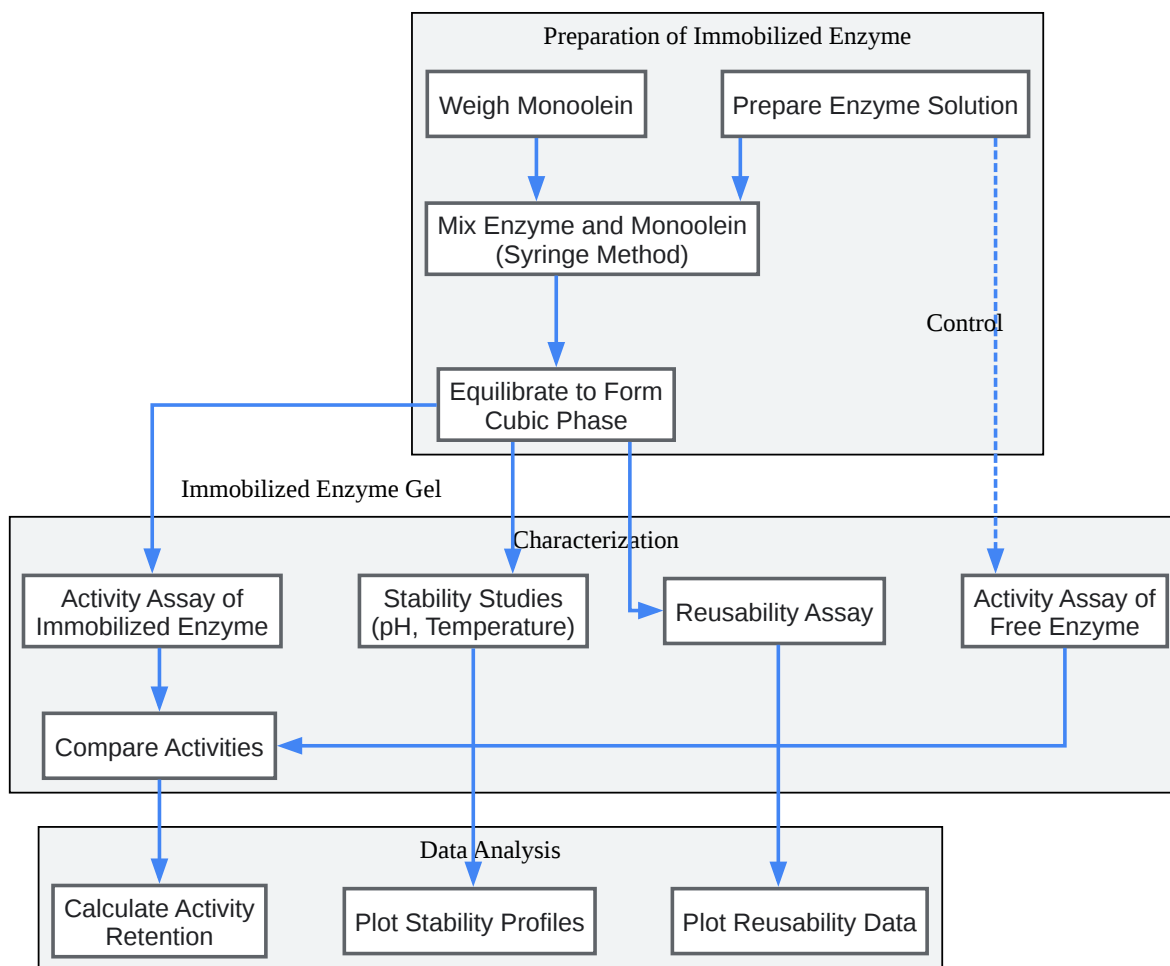 Preparation of Immobilized Enzyme
Weigh Monoolein
Prepare Enzyme Solution
Mix Enzyme and Monoolein
(Syringe Method)
Control
Equilibrate to Form
Cubic Phase
Immobilized Enzyme Gel
Characterization
Activity Assay of
Immobilized Enzyme
Stability Studies
(pH, Temperature)
Reusability Assay
Activity Assay of
Free Enzyme
Compare Activities
Data Analysis
Calculate Activity
Retention
Plot Stability Profiles
Plot Reusability Data